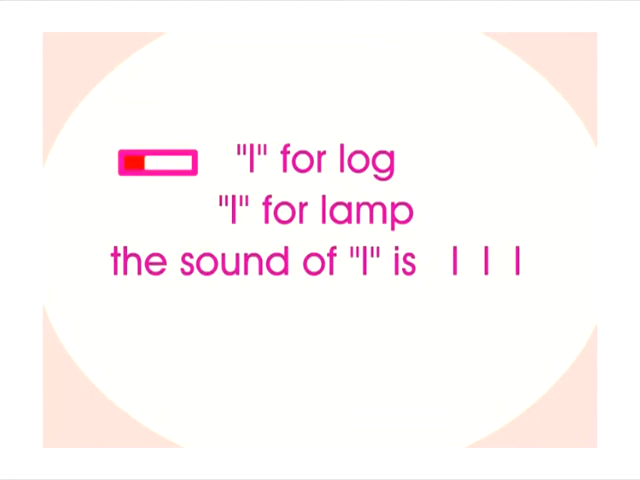 "l" for log
"l" for lamp
the sound of "l" is l l l